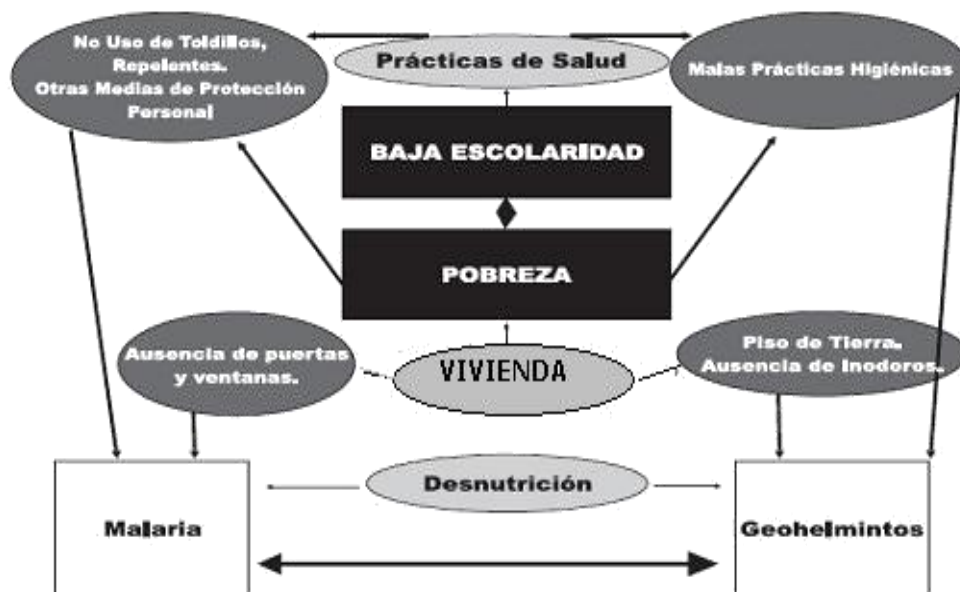 No Uso de Toldillos,
Repelentes.
Otras Medias de Protección
Personal
Prácticas de Salud
Malas Prácticas Higiénicas
BAJA ESCOLARIDAD
POBREZA
Ausencia de puertas
y ventanas.
VIVIENDA
Piso de Tierra.
Ausencia de Inodoros.
Desnutrición
Malaria
Geohelmintos